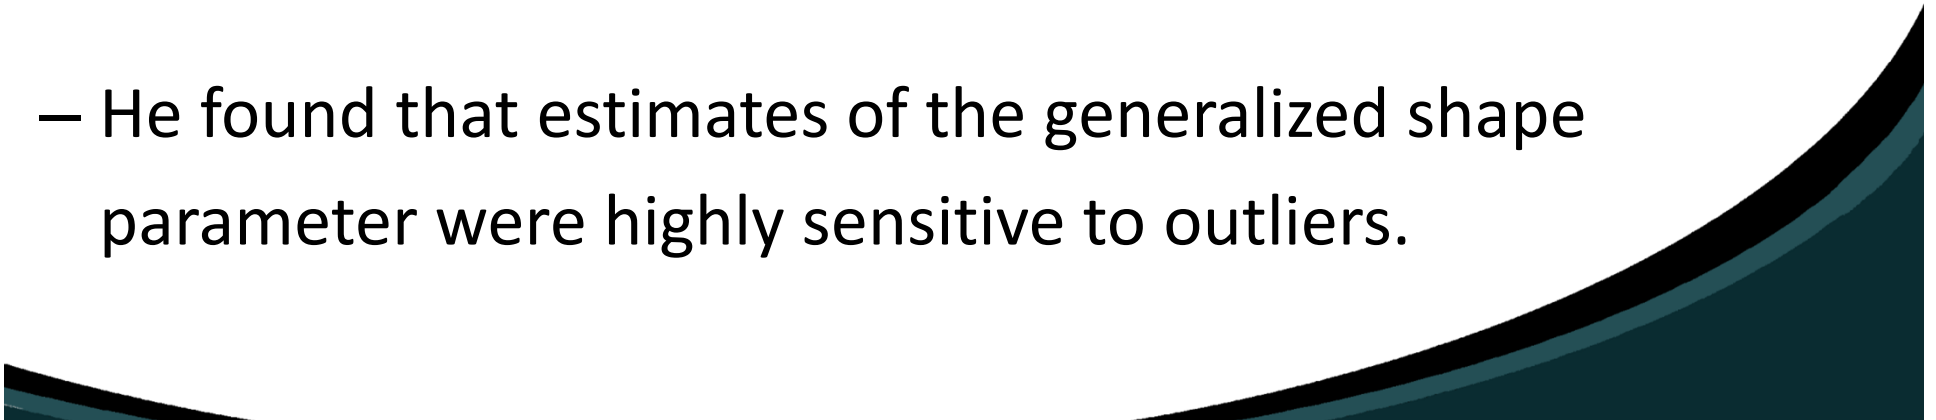 – He found that estimates of the generalized shape
parameter were highly sensitive to outliers.